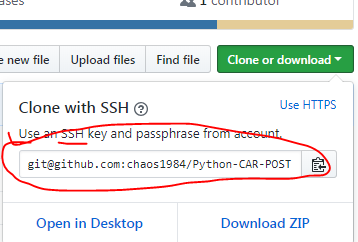 ases 1 contributor
e new file Upload files Find file Clone or download
Clone with SSH ? Use HTTPS
Use an SSH key and passphrase from account.
git@github.com:chaos1984/Python-CAR-POST
Open in Desktop Download ZIP